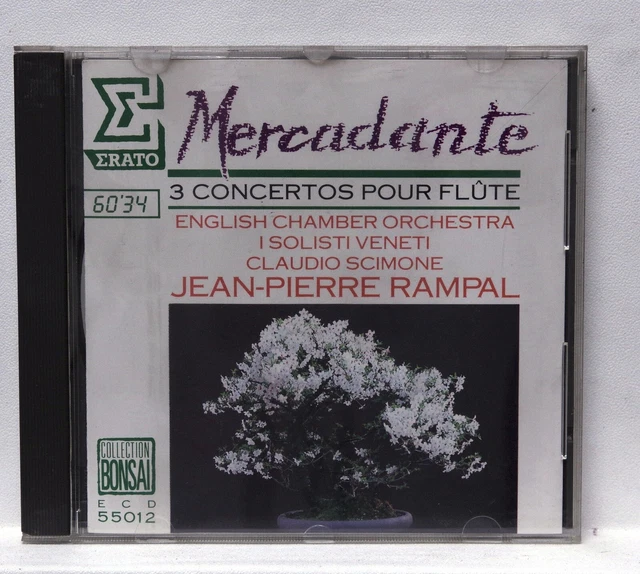 Mercadante
ΣRATO
60'34
3 CONCERTOS POUR FLÛTE
ENGLISH CHAMBER ORCHESTRA
I SOLISTI VENETI
CLAUDIO SCIMONE
JEAN-PIERRE RAMPAL
COLLECTION
BONSAI
ECD
55012